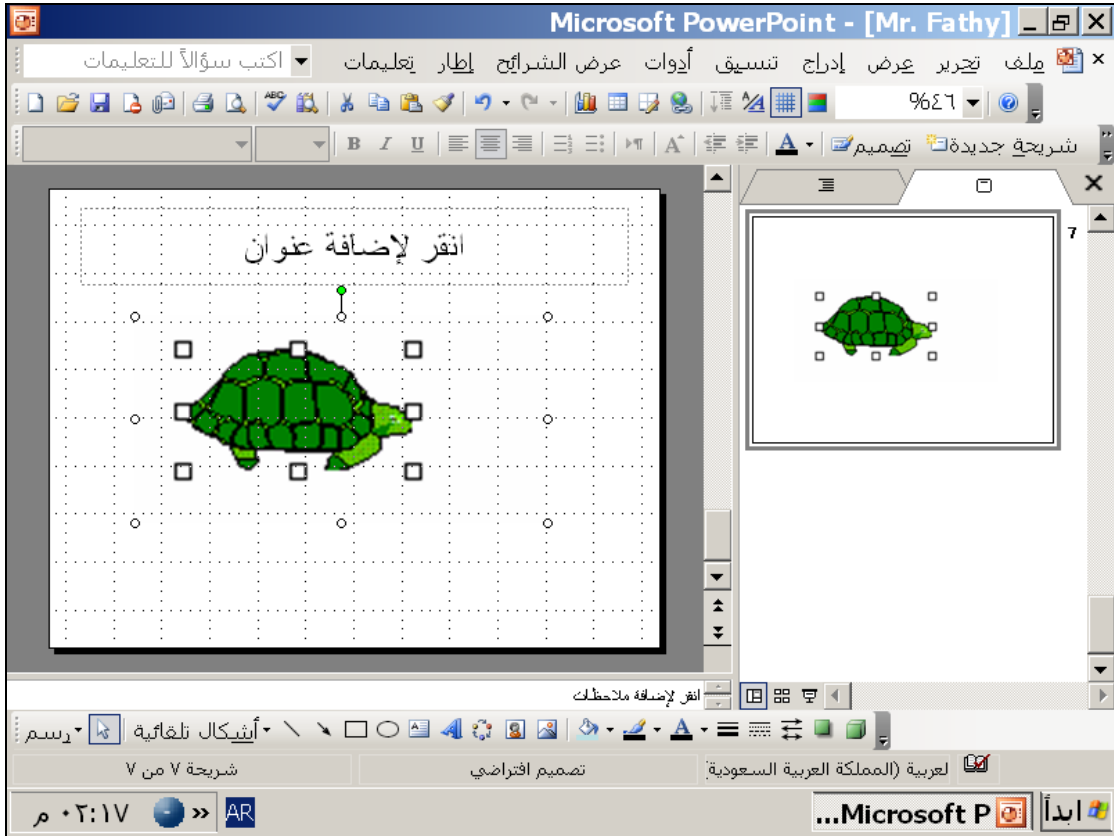 Microsoft PowerPoint - [Mr. Fathy]
ملف تحرير عرض إدراج تنسيق أدوات عرض الشرائح إطار تعليمات اكتب سؤالاً للتعليمات
%٤٦
شريحة جديدة تصميم B I U A A
7
انقر لإضافة عنوان
انقر لإضافة ملاحظات
رسم أشكال تلقائية A A
شريحة ٧ من ٧ تصميم افتراضي لعربية (المملكة العربية السعودية
ابدأ Microsoft P... AR ٠٢:١٧ م